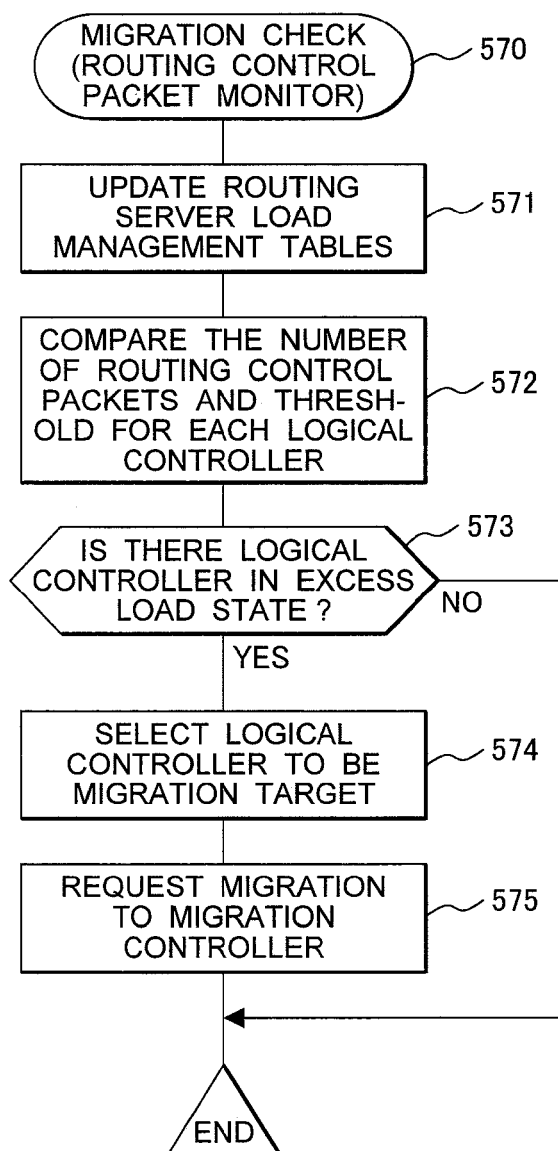 MIGRATION CHECK
(ROUTING CONTROL
PACKET MONITOR)
570
UPDATE ROUTING
SERVER LOAD
MANAGEMENT TABLES
571
COMPARE THE NUMBER
OF ROUTING CONTROL
PACKETS AND THRESH-
OLD FOR EACH LOGICAL
CONTROLLER
572
573
IS THERE LOGICAL
CONTROLLER IN EXCESS
LOAD STATE ?
NO
YES
SELECT LOGICAL
CONTROLLER TO BE
MIGRATION TARGET
574
REQUEST MIGRATION
TO MIGRATION
CONTROLLER
575
END